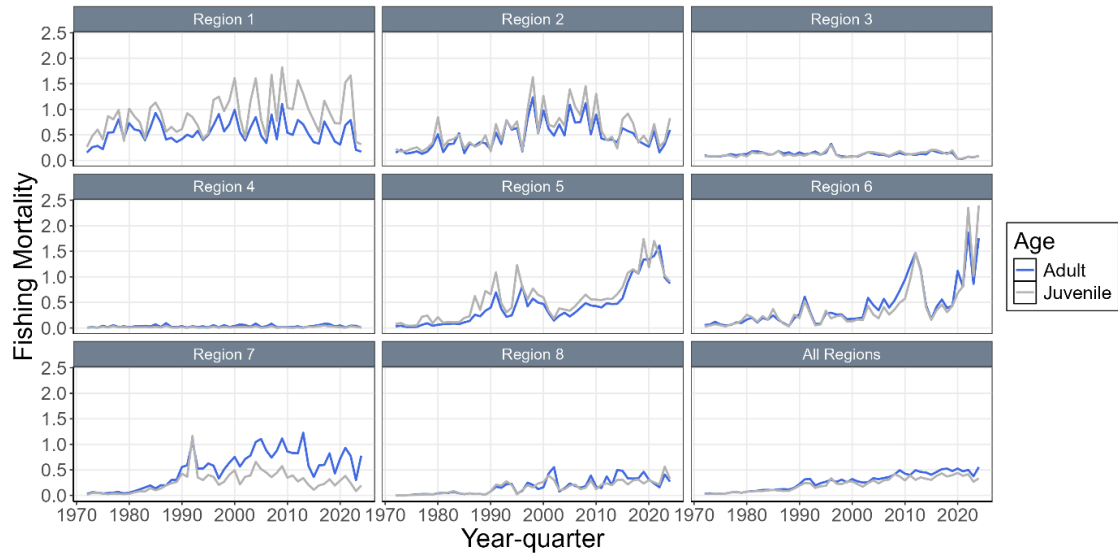 Region 1
Region 2
Region 3
2.5
2.0
1.5
1.0
0.5
0.0
Region 4
Region 5
Region 6
2.5
2.0
1.5
1.0
0.5
0.0
Region 7
Region 8
All Regions
2.5
2.0
1.5
1.0
0.5
0.0
1970 1980 1990 2000 2010 2020 1970 1980 1990 2000 2010 2020 1970 1980 1990 2000 2010 2020
Year-quarter
Fishing Mortality
Age
Adult
Juvenile